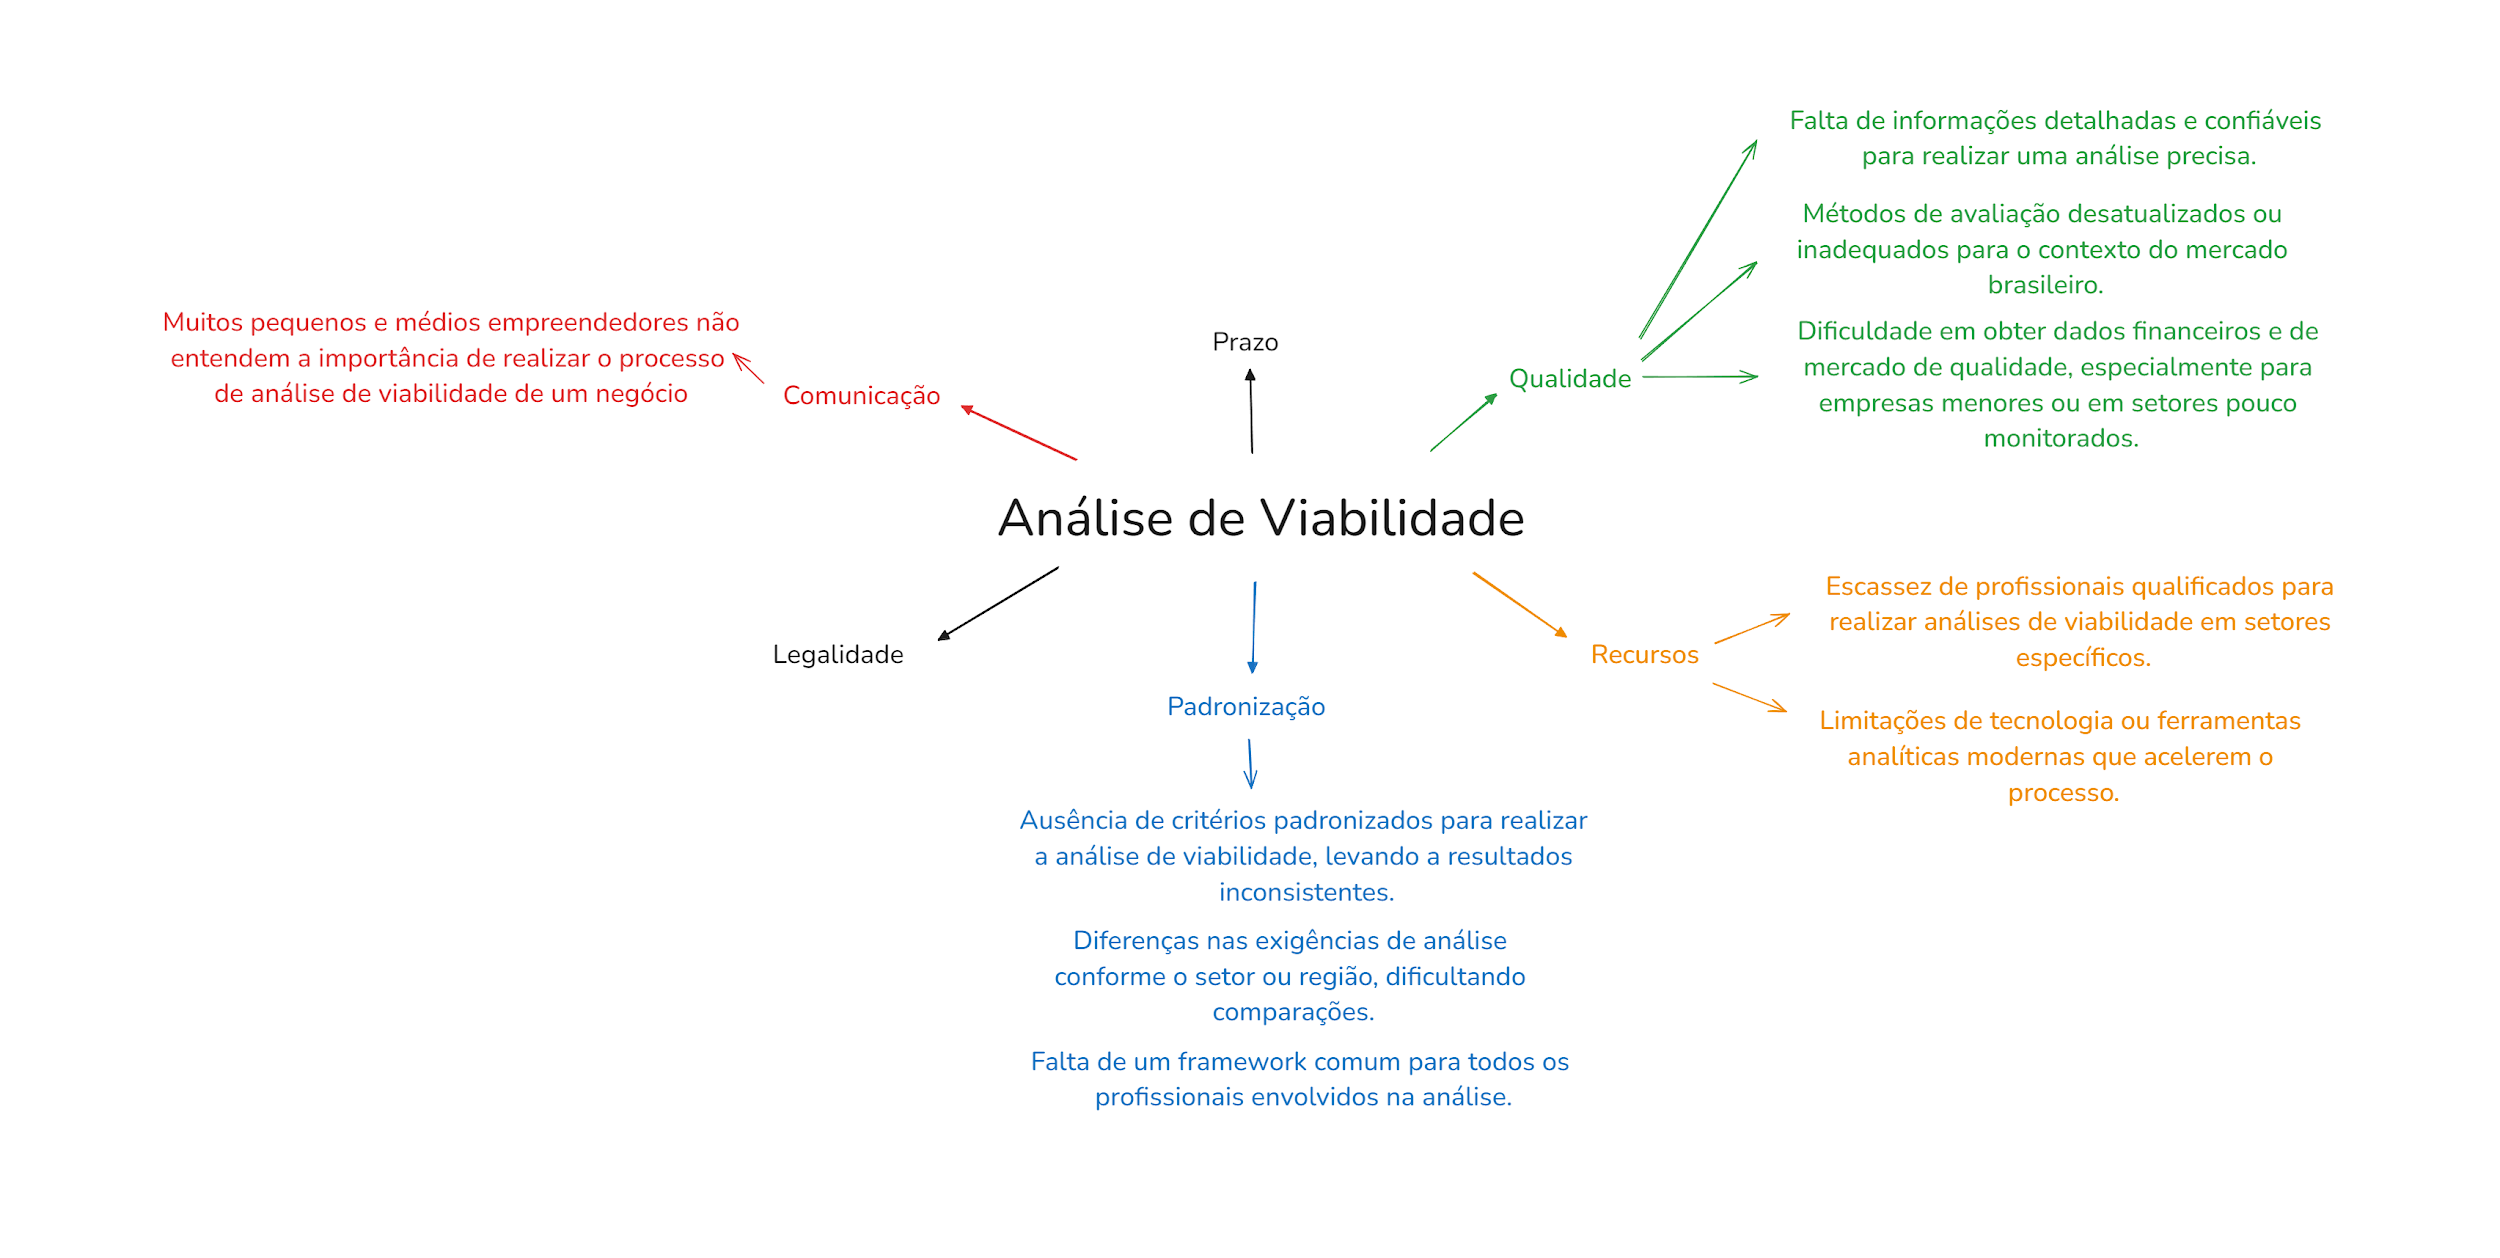 Falta de informações detalhadas e confiáveis
para realizar uma análise precisa.
Métodos de avaliação desatualizados ou
inadequados para o contexto do mercado
brasileiro.
Dificuldade em obter dados financeiros e de
mercado de qualidade, especialmente para
empresas menores ou em setores pouco
monitorados.
Qualidade
Prazo
Muitos pequenos e médios empreendedores não
entendem a importância de realizar o processo
de análise de viabilidade de um negócio
Comunicação
Análise de Viabilidade
Legalidade
Recursos
Escassez de profissionais qualificados para
realizar análises de viabilidade em setores
específicos.
Limitações de tecnologia ou ferramentas
analíticas modernas que acelerem o
processo.
Padronização
Ausência de critérios padronizados para realizar
a análise de viabilidade, levando a resultados
inconsistentes.
Diferenças nas exigências de análise
conforme o setor ou região, dificultando
comparações.
Falta de um framework comum para todos os
profissionais envolvidos na análise.